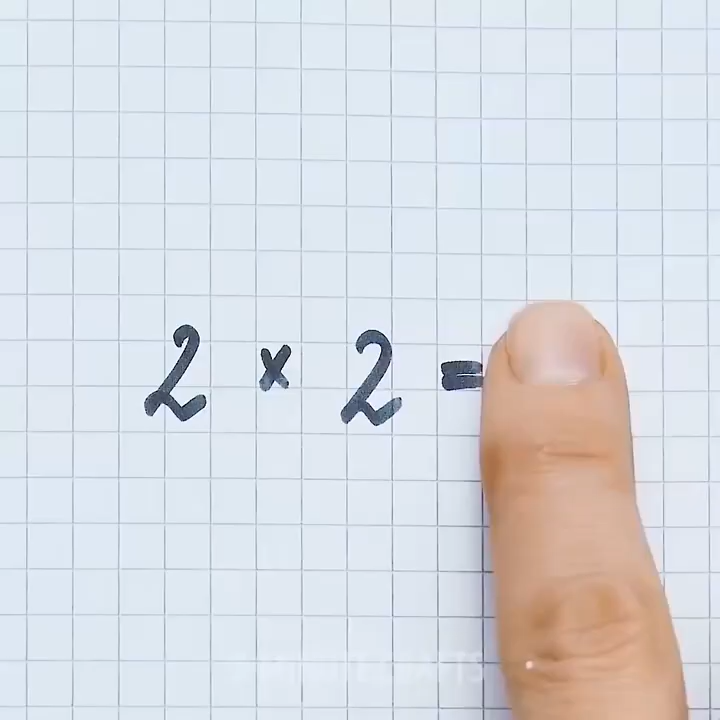 2 × 2 =